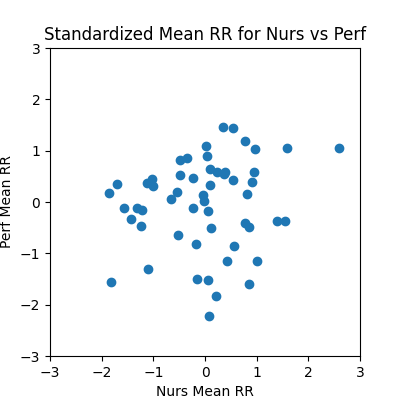 Standardized Mean RR for Nurs vs Perf
3
2
1
0
−1
−2
−3
Perf Mean RR
−3 −2 −1 0 1 2 3
Nurs Mean RR